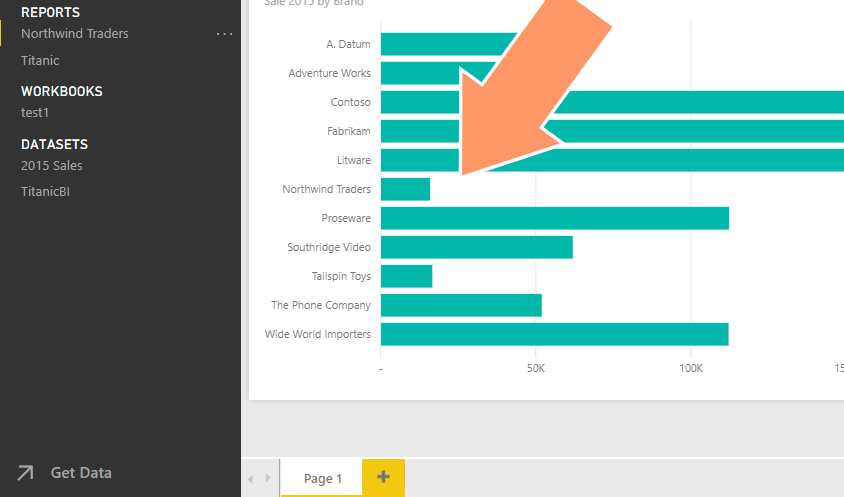 REPORTS
Northwind Traders
Titanic
WORKBOOKS
test1
DATASETS
2015 Sales
TitanicBI
Get Data
Sale 2015 by Brand
A. Datum
Adventure Works
Contoso
Fabrikam
Litware
Northwind Traders
Proseware
Southridge Video
Tailspin Toys
The Phone Company
Wide World Importers
- 50K 100K
Page 1